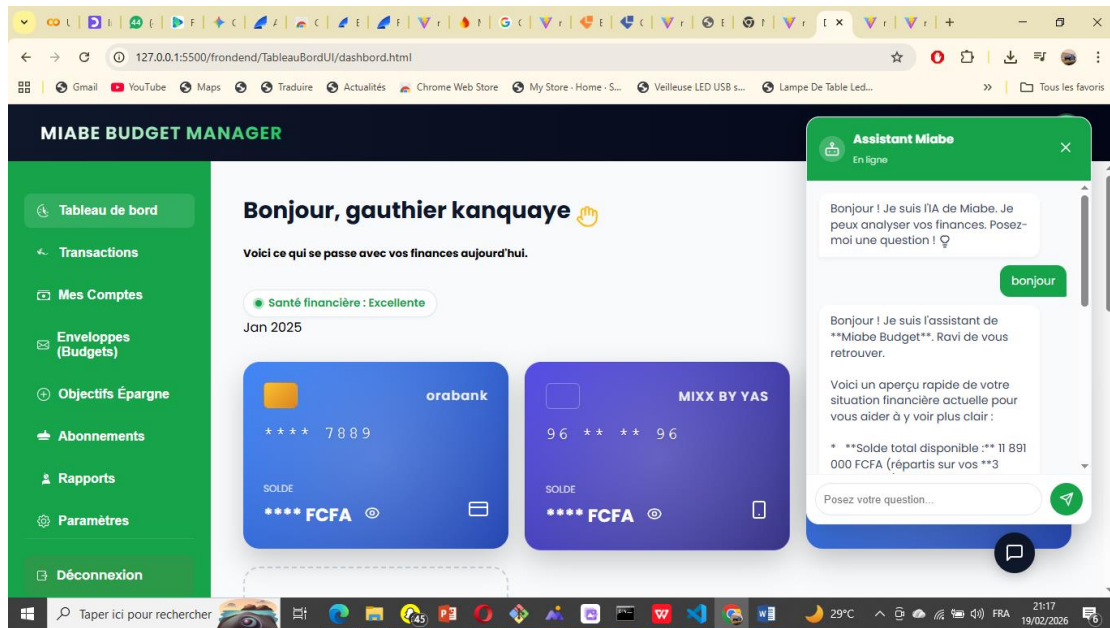 127.0.0.1:5500/frondend/TableauBordUI/dashbord.html
Gmail
YouTube
Maps
Traduire
Actualités
Chrome Web Store
My Store · Home · S...
Veilleuse LED USB s...
Lampe De Table Led...
»
Tous les favoris
MIABE BUDGET MANAGER
Tableau de bord
Transactions
Mes Comptes
Enveloppes
(Budgets)
Objectifs Épargne
Abonnements
Rapports
Paramètres
Déconnexion
Bonjour, gauthier kanquaye
Voici ce qui se passe avec vos finances aujourd'hui.
Santé financière : Excellente
Jan 2025
orabank
**** 7889
SOLDE
**** FCFA
MIXX BY YAS
96 ** ** 96
SOLDE
**** FCFA
Assistant Miabe
En ligne
Bonjour ! Je suis l'IA de Miabe. Je
peux analyser vos finances. Posez-
moi une question !
bonjour
Bonjour ! Je suis l'assistant de
**Miabe Budget**. Ravi de vous
retrouver.
Voici un aperçu rapide de votre
situation financière actuelle pour
vous aider à y voir plus clair :
* **Solde total disponible :** 11 891
000 FCFA (répartis sur vos **3
Posez votre question...
Taper ici pour rechercher
45
29°C
FRA
21:17
19/02/2026
6